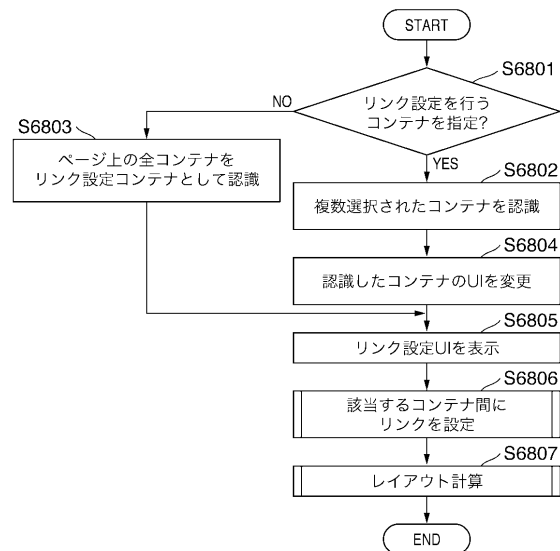 START
S6801
リンク設定を行う
コンテナを指定?
NO
YES
S6803
ページ上の全コンテナを
リンク設定コンテナとして認識
S6802
複数選択されたコンテナを認識
S6804
認識したコンテナのUIを変更
S6805
リンク設定UIを表示
S6806
該当するコンテナ間に
リンクを設定
S6807
レイアウト計算
END